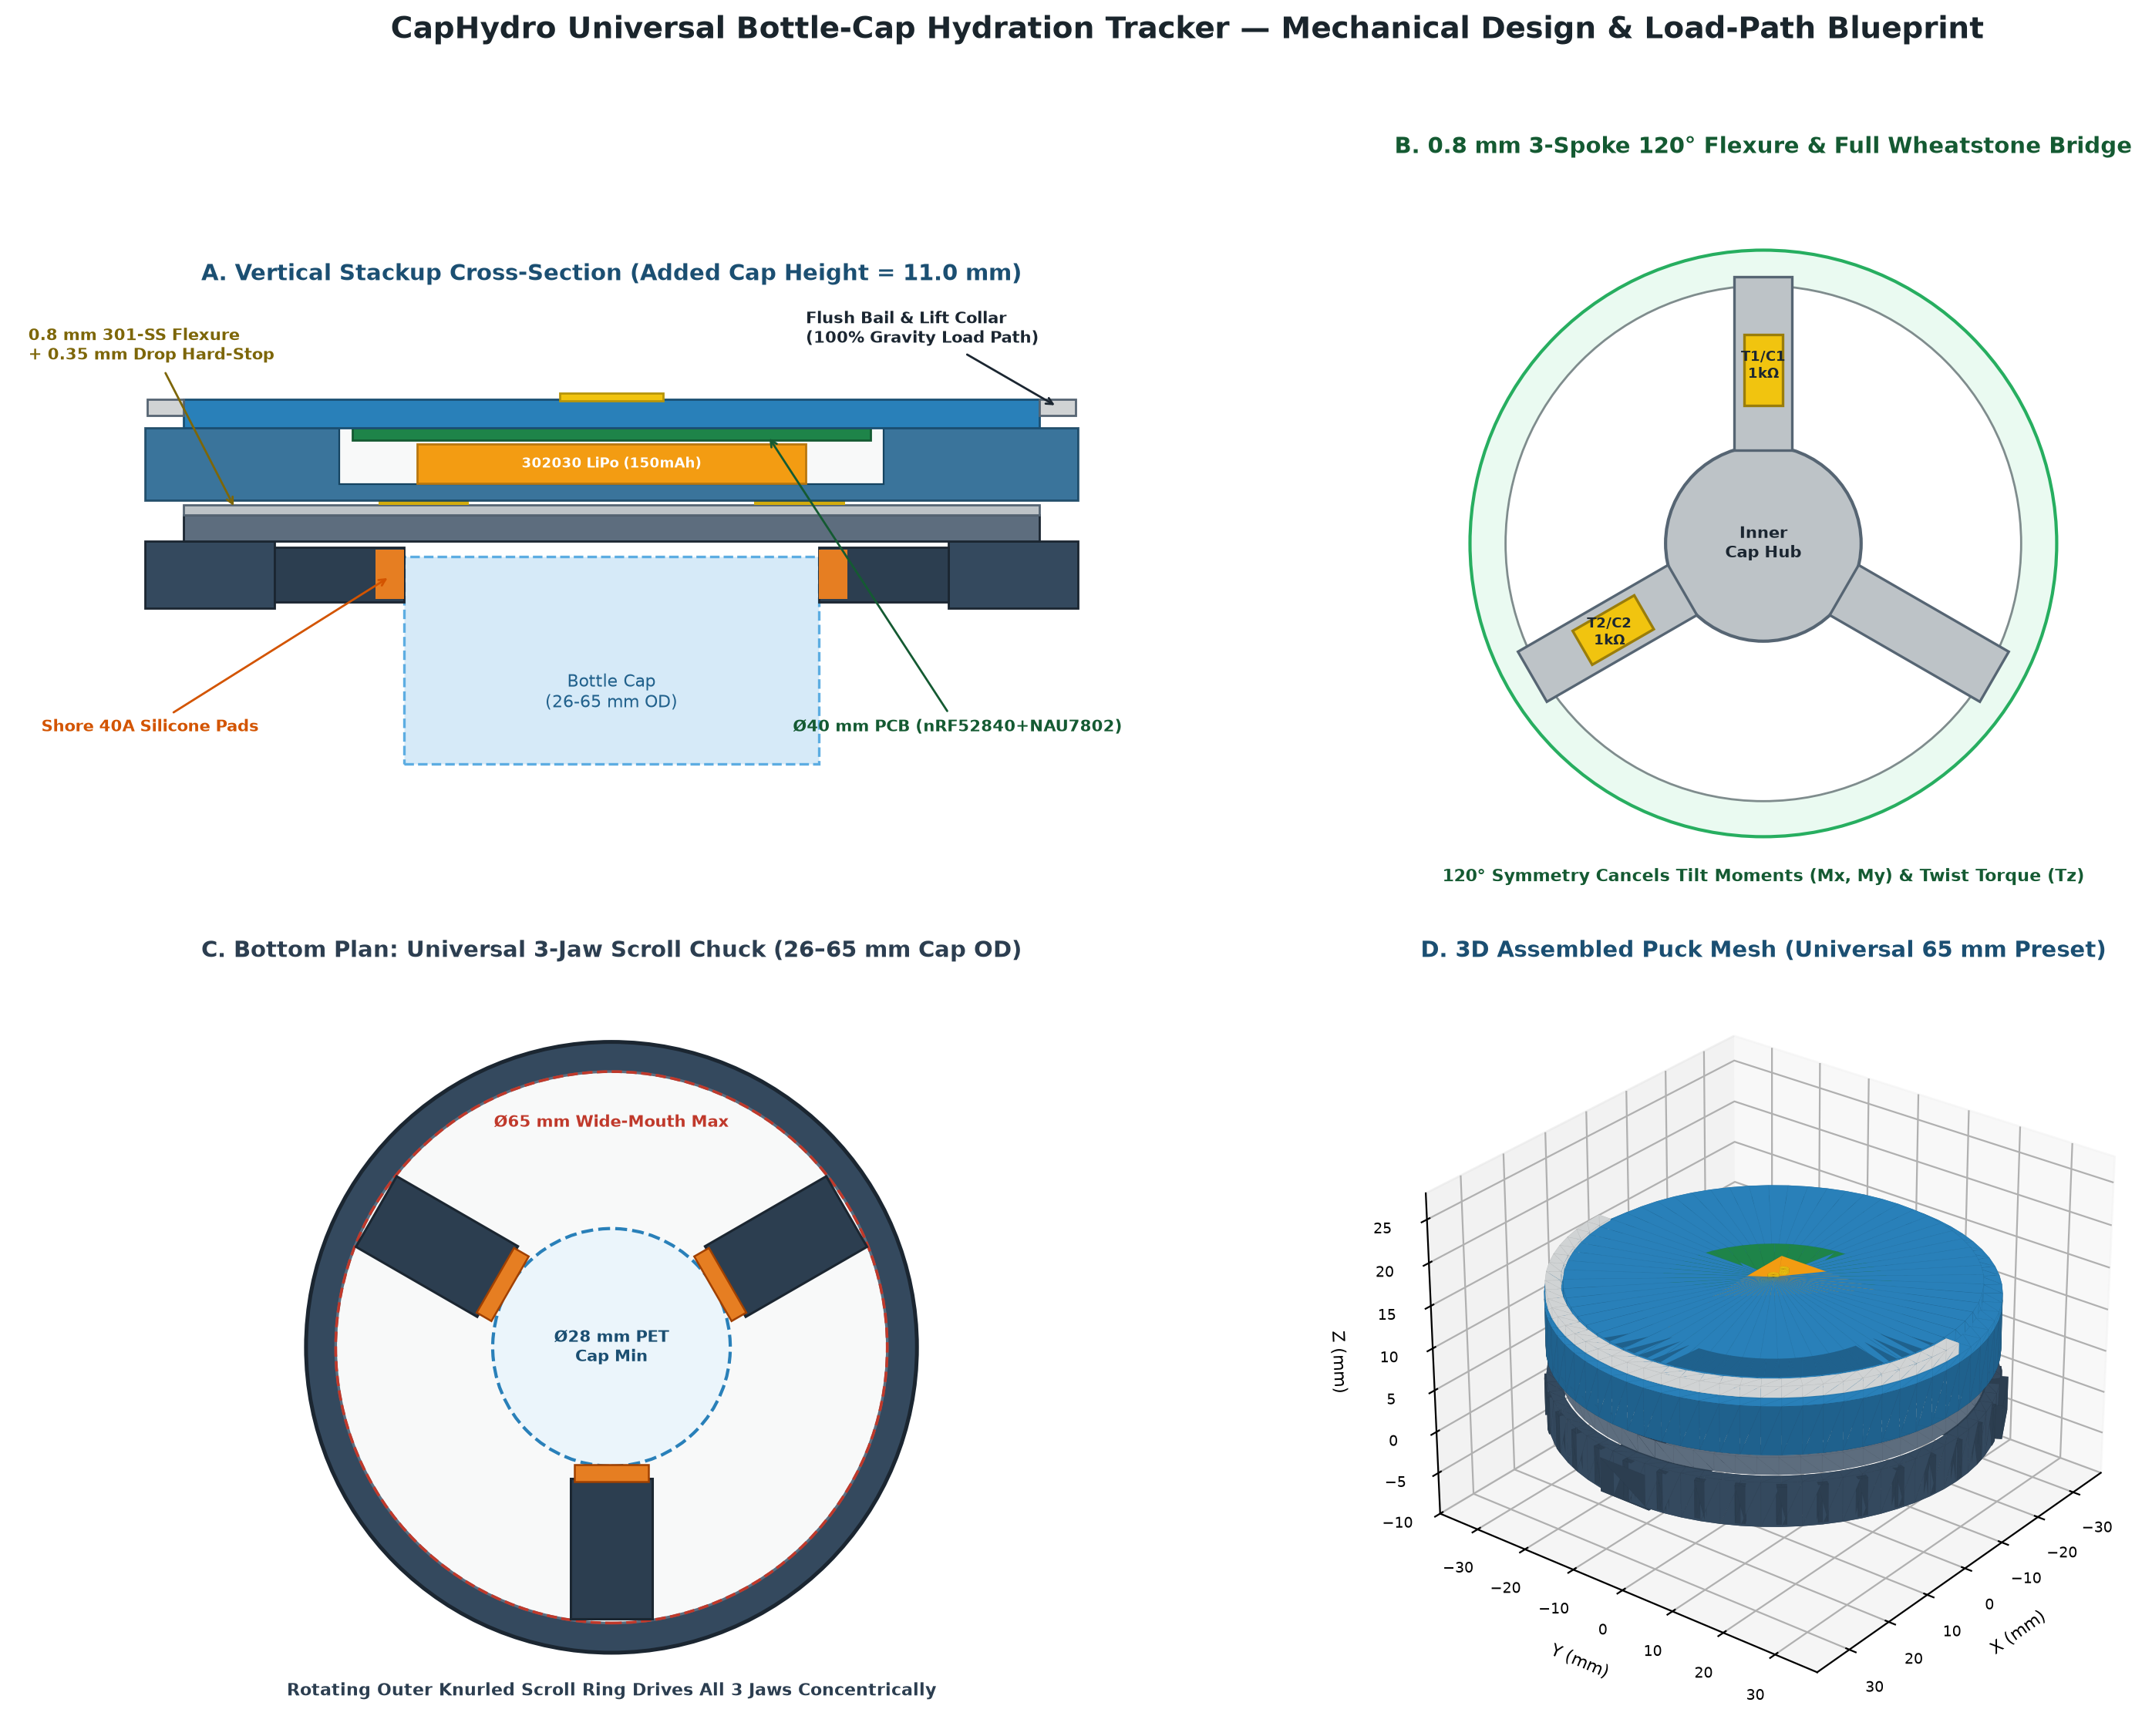 CapHydro Universal Bottle-Cap Hydration Tracker — Mechanical Design & Load-Path Blueprint
A. Vertical Stackup Cross-Section (Added Cap Height = 11.0 mm)
0.8 mm 301-SS Flexure
+ 0.35 mm Drop Hard-Stop
Flush Bail & Lift Collar
(100% Gravity Load Path)
302030 LiPo (150mAh)
Bottle Cap
(26-65 mm OD)
Shore 40A Silicone Pads
Ø40 mm PCB (nRF52840+NAU7802)
B. 0.8 mm 3-Spoke 120° Flexure & Full Wheatstone Bridge
T1/C1
1kΩ
Inner
Cap Hub
T2/C2
1kΩ
120° Symmetry Cancels Tilt Moments (Mx, My) & Twist Torque (Tz)
C. Bottom Plan: Universal 3-Jaw Scroll Chuck (26–65 mm Cap OD)
Ø65 mm Wide-Mouth Max
Ø28 mm PET
Cap Min
Rotating Outer Knurled Scroll Ring Drives All 3 Jaws Concentrically
D. 3D Assembled Puck Mesh (Universal 65 mm Preset)
25
20
15
10
5
0
−5
−10
Z (mm)
−30
−20
−10
0
10
20
30
Y (mm)
−30
−20
−10
0
10
20
30
X (mm)